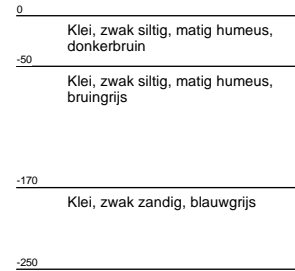 0
Klei, zwak siltig, matig humeus,
donkerbruin
-50
Klei, zwak siltig, matig humeus,
bruingrijs
-170
Klei, zwak zandig, blauwgrijs
-250